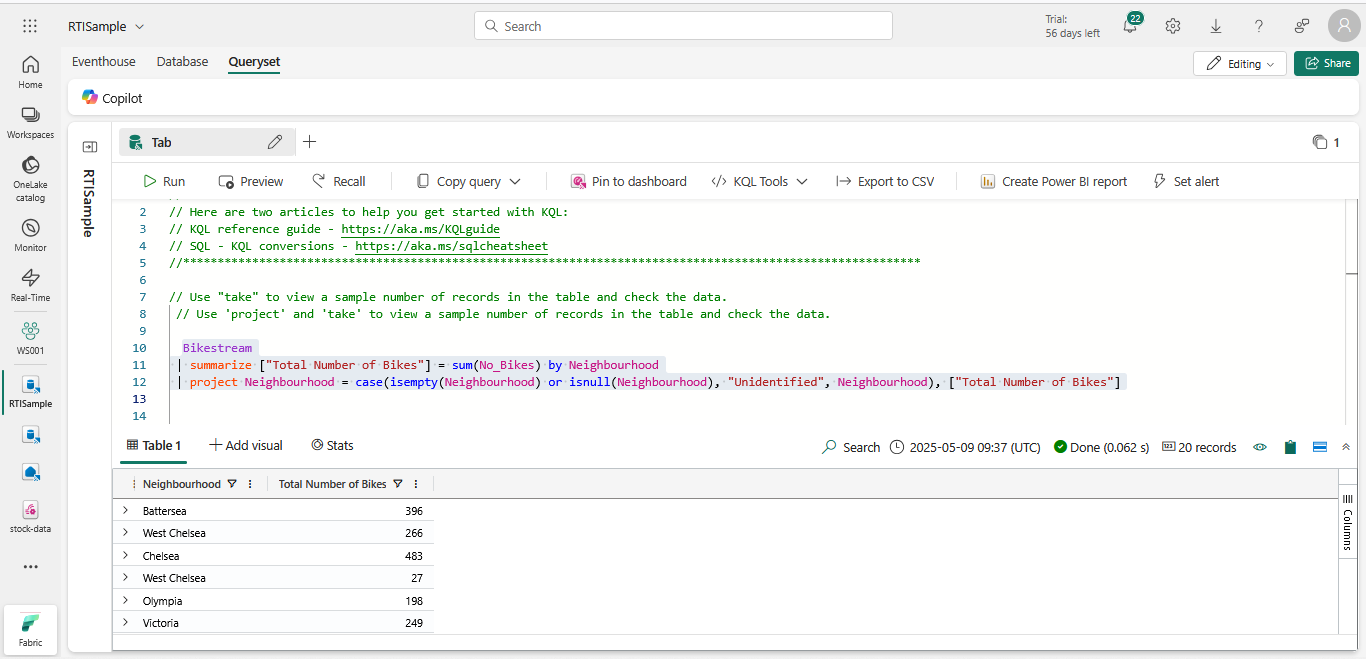 RTISample
Search
Trial:
56 days left
22
Home
Workspaces
OneLake
catalog
Monitor
Real-Time
WS001
RTISample
stock-data
Fabric
Eventhouse Database Queryset
Editing
Share
Copilot
RTISample
Tab
1
Run Preview Recall Copy query Pin to dashboard KQL Tools Export to CSV Create Power BI report Set alert
2 // Here are two articles to help you get started with KQL:
3 // KQL reference guide - https://aka.ms/KQLguide
4 // SQL - KQL conversions - https://aka.ms/sqlcheatsheet
5 //***********************************************************************************************************
6
7 // Use "take" to view a sample number of records in the table and check the data.
8 // Use 'project' and 'take' to view a sample number of records in the table and check the data.
9
10 Bikestream
11 | summarize ["Total Number of Bikes"] = sum(No_Bikes) by Neighbourhood
12 | project Neighbourhood = case(isempty(Neighbourhood) or isnull(Neighbourhood), "Unidentified", Neighbourhood), ["Total Number of Bikes"]
13
14
Table 1 Add visual Stats Search 2025-05-09 09:37 (UTC) Done (0.062 s) 123 20 records
Neighbourhood Total Number of Bikes
Battersea 396
West Chelsea 266
Chelsea 483
West Chelsea 27
Olympia 198
Victoria 249
Columns